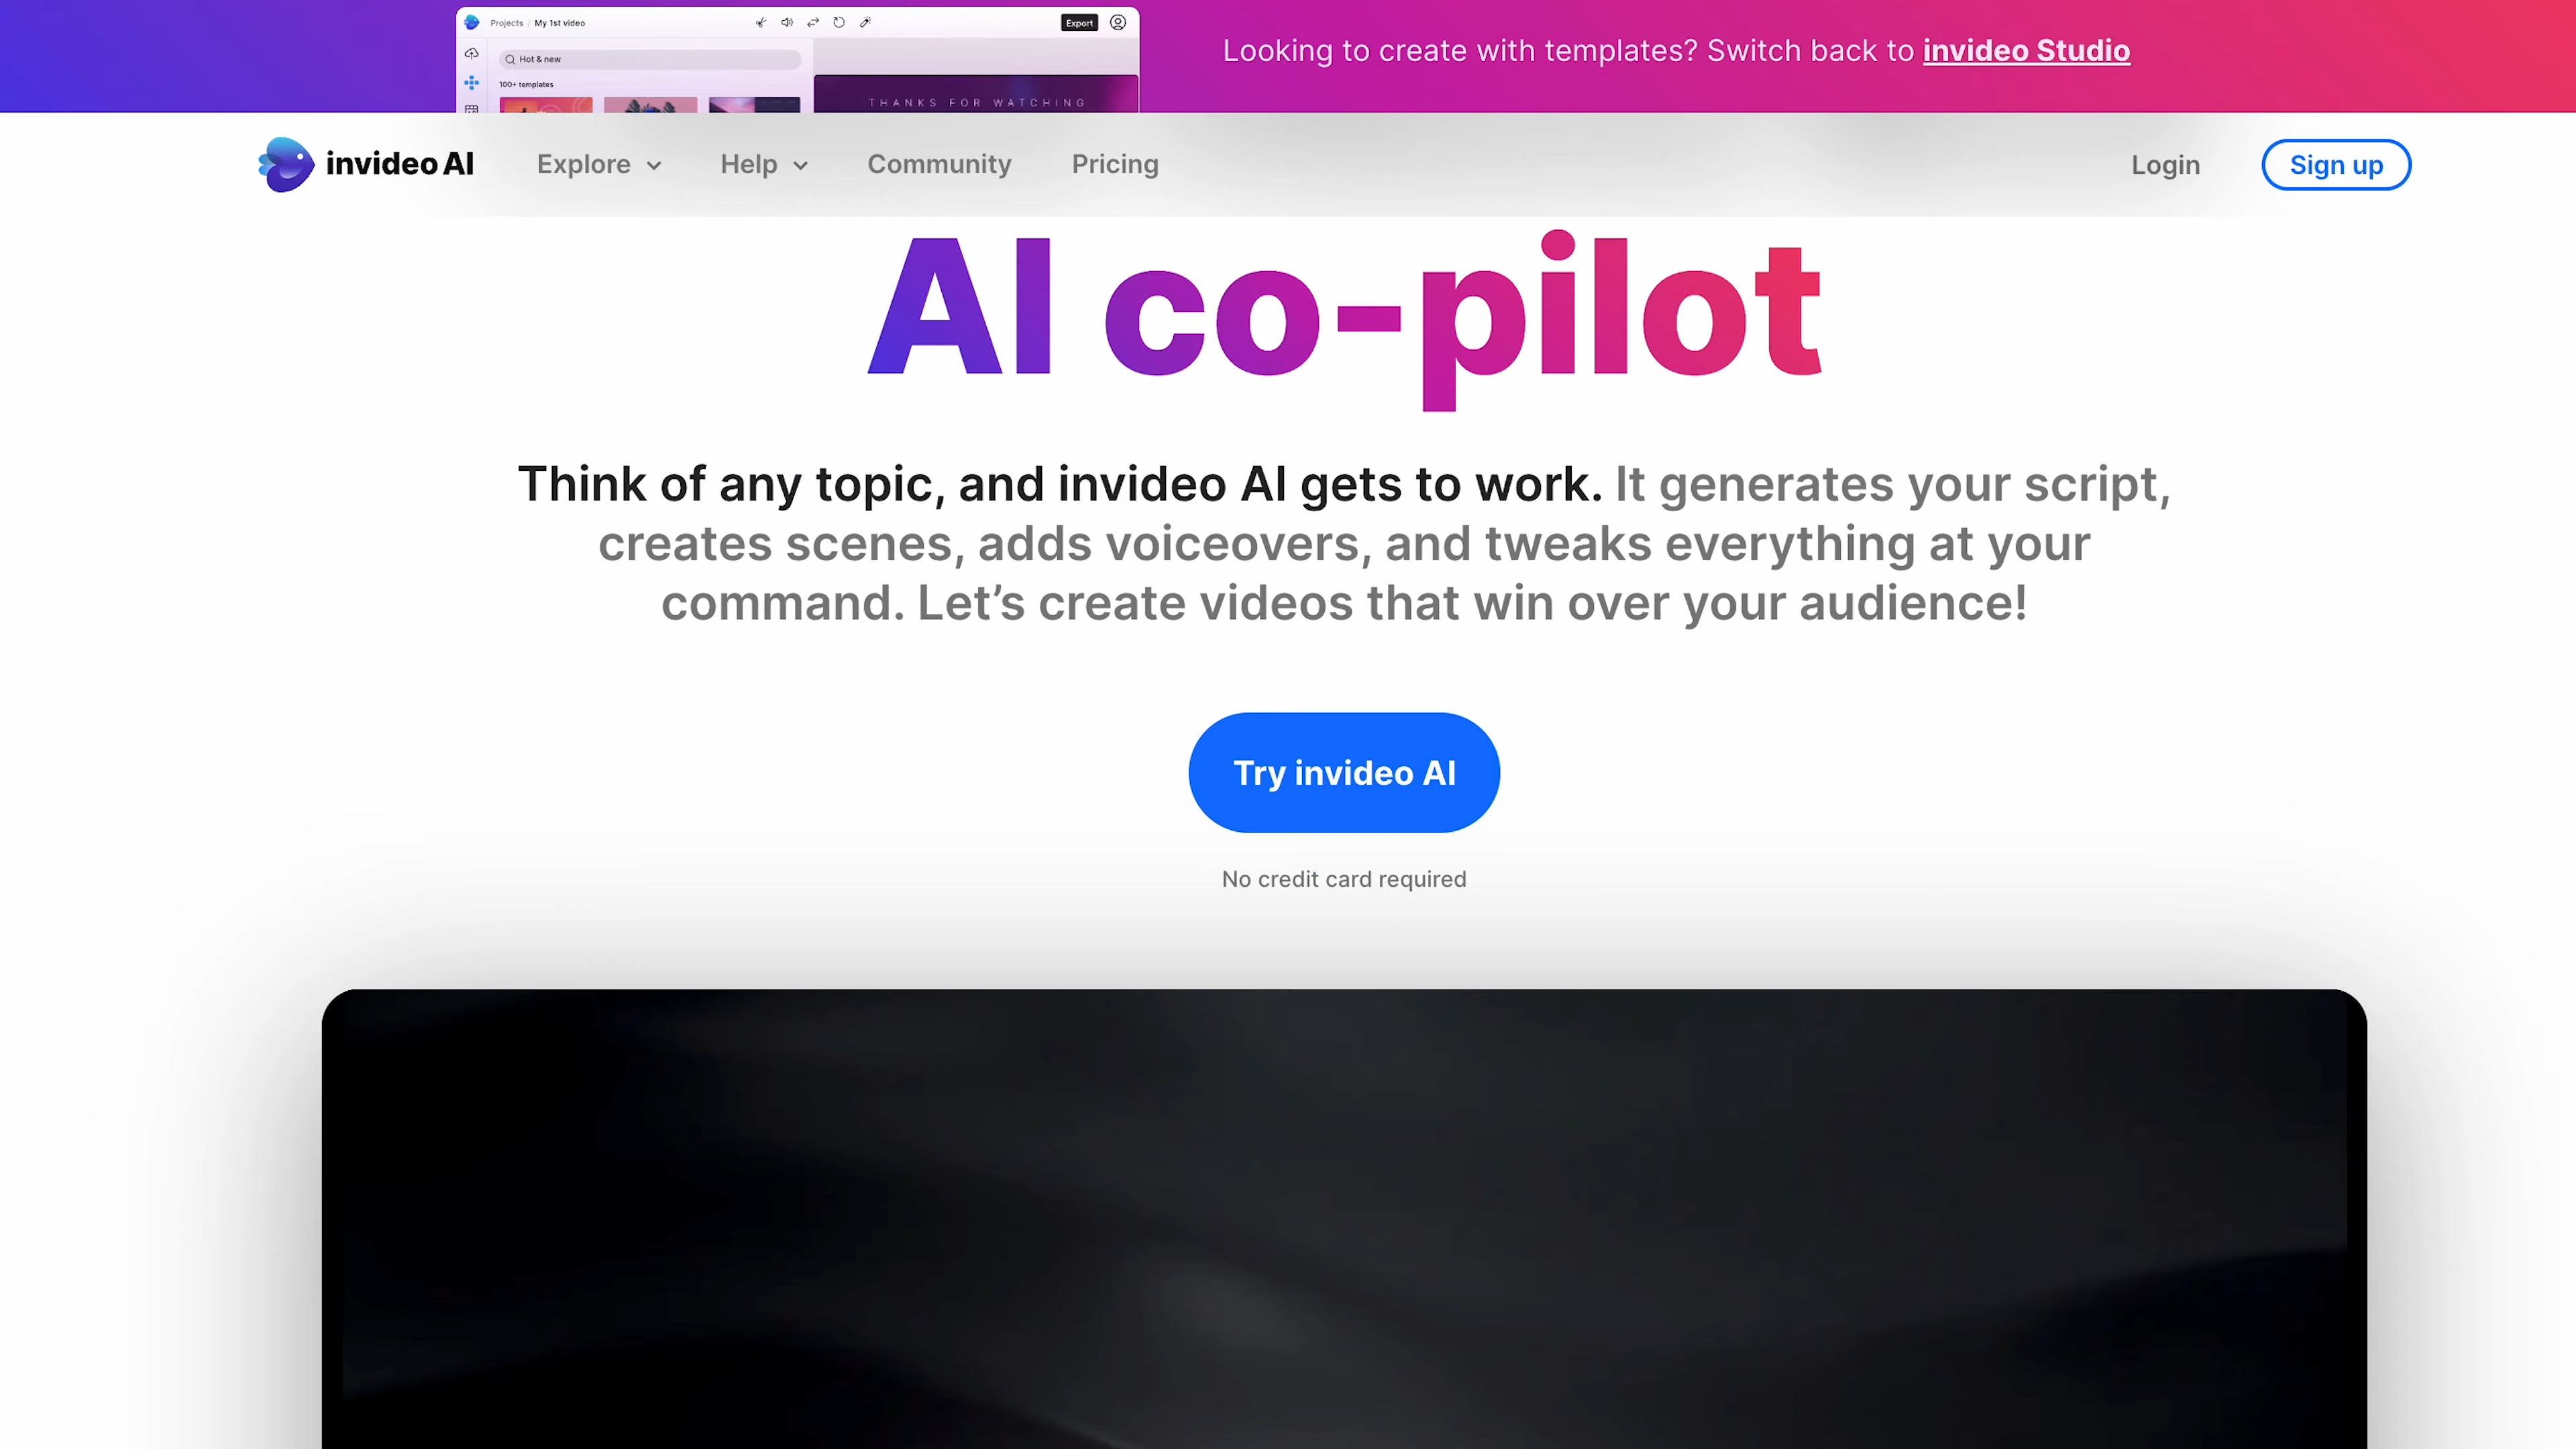 Projects / My 1st video
Export
Hot & new
100+ templates
THANKS FOR WATCHING
Looking to create with templates? Switch back to invideo Studio
invideo AI
Explore
Help
Community
Pricing
Login
Sign up
AI co-pilot
Think of any topic, and invideo AI gets to work. It generates your script,
creates scenes, adds voiceovers, and tweaks everything at your
command. Let’s create videos that win over your audience!
Try invideo AI
No credit card required